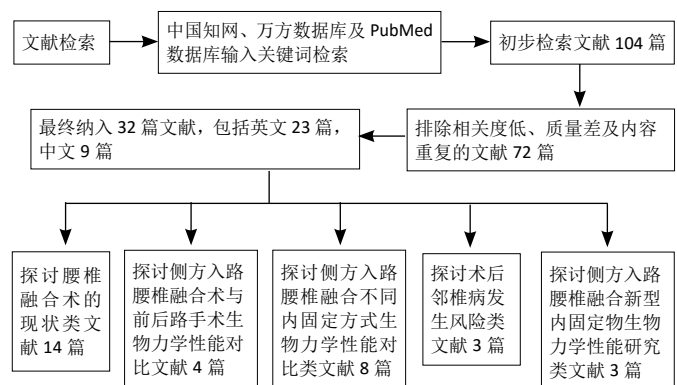 文献检索
中国知网、万方数据库及 PubMed
数据库输入关键词检索
初步检索文献 104 篇
排除相关度低、质量差及内容
重复的文献 72 篇
最终纳入 32 篇文献，包括英文 23 篇，
中文 9 篇
探讨腰椎
融合术的
现状类文
献 14 篇
探讨侧方入路
腰椎融合术与
前后路手术生
物力学性能对
比文献 4 篇
探讨侧方入路
腰椎融合不同
内固定方式生
物力学性能对
比类文献 8 篇
探讨术后
邻椎病发
生风险类
文献 3 篇
探讨侧方入路
腰椎融合新型
内固定物生物
力学性能研究
类文献 3 篇